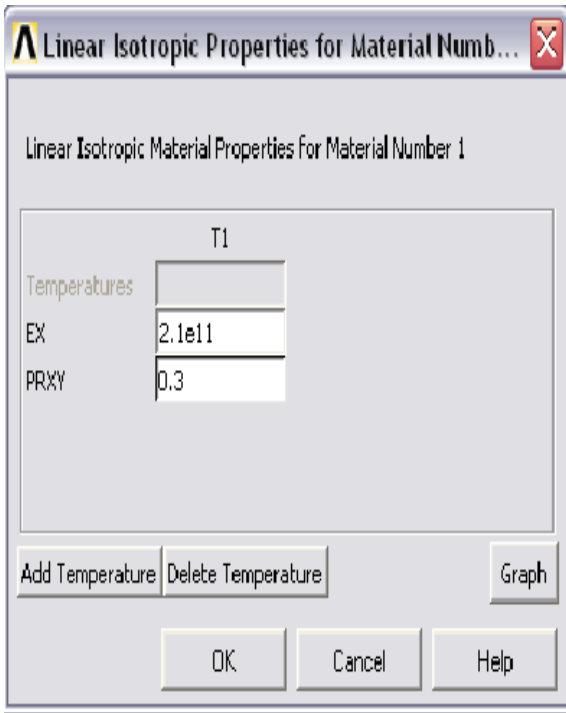 Linear Isotropic Properties for Material Numb...
Linear Isotropic Material Properties for Material Number 1
T1
Temperatures
EX 2.1e11
PRXY 0.3
Add Temperature Delete Temperature Graph
OK Cancel Help